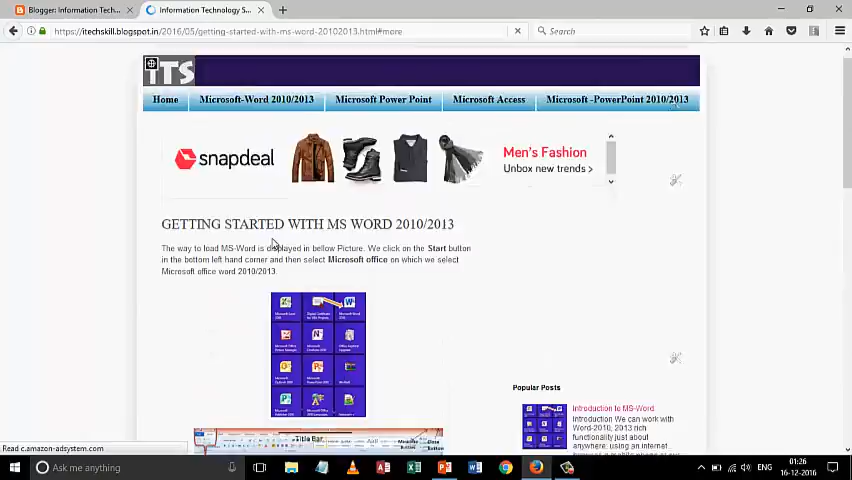 Blogger: Information Tech... × Information Technology S... × +
https://itechskill.blogspot.in/2016/05/getting-started-with-ms-word-20102013.html#more
Search
ITS
Home Microsoft-Word 2010/2013 Microsoft Power Point Microsoft Access Microsoft -PowerPoint 2010/2013
snapdeal
Men's Fashion
Unbox new trends >
GETTING STARTED WITH MS WORD 2010/2013
The way to load MS-Word is displayed in bellow Picture. We click on the Start button
in the bottom left hand corner and then select Microsoft office on which we select
Microsoft office word 2010/2013.
Title Bar
Close
Button
Popular Posts
Introduction to MS-Word
Introduction We can work with
Word-2010, 2013 rich
functionality just about
anywhere: using an internet
Read c.amazon-adsystem.com
Ask me anything
ENG
01:26
16-12-2016